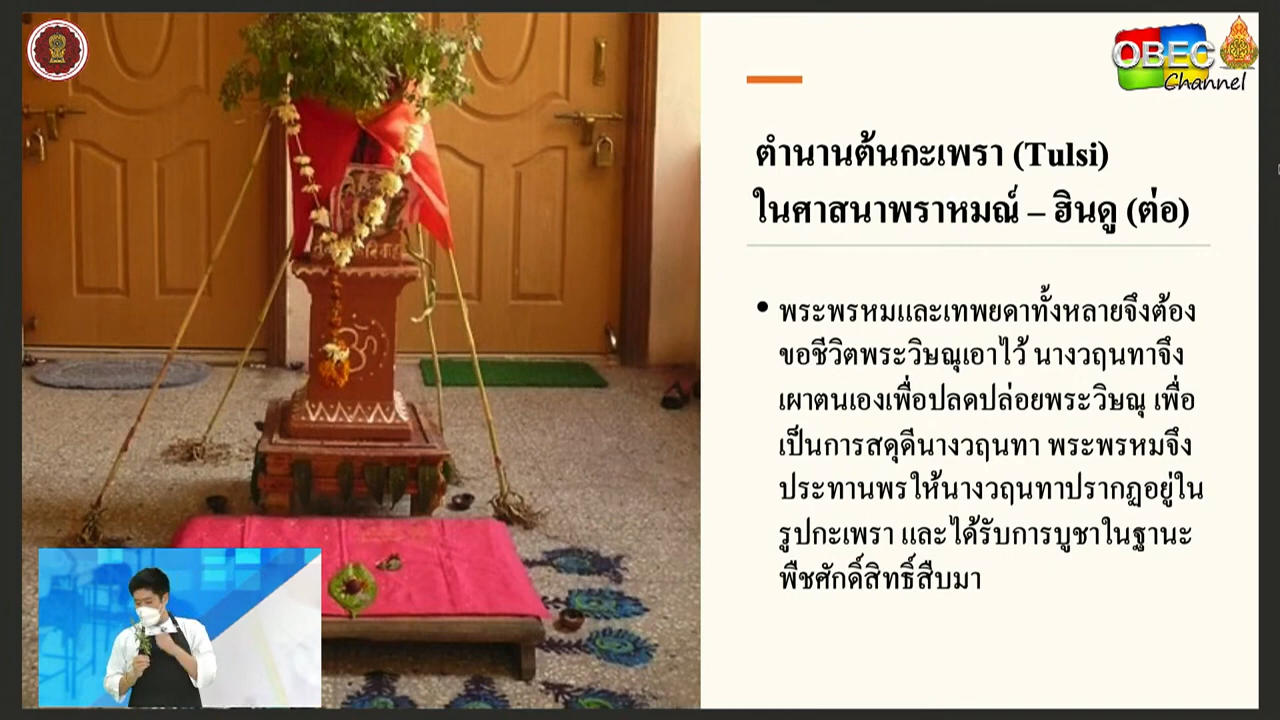 OBEC
Channel
ตำนานต้นกะเพรา (Tulsi)
ในศาสนาพราหมณ์ – ฮินดู (ต่อ)
• พระพรหมและเทพยดาทั้งหลายจึงต้อง
ขอชีวิตพระวิษณุเอาไว้ นางวฤนทาจึง
เผาตนเองเพื่อปลดปล่อยพระวิษณุ เพื่อ
เป็นการสดุดีนางวฤนทา พระพรหมจึง
ประทานพรให้นางวฤนทาปรากฏอยู่ใน
รูปกะเพรา และได้รับการบูชาในฐานะ
พืชศักดิ์สิทธิ์สืบมา
ॐ